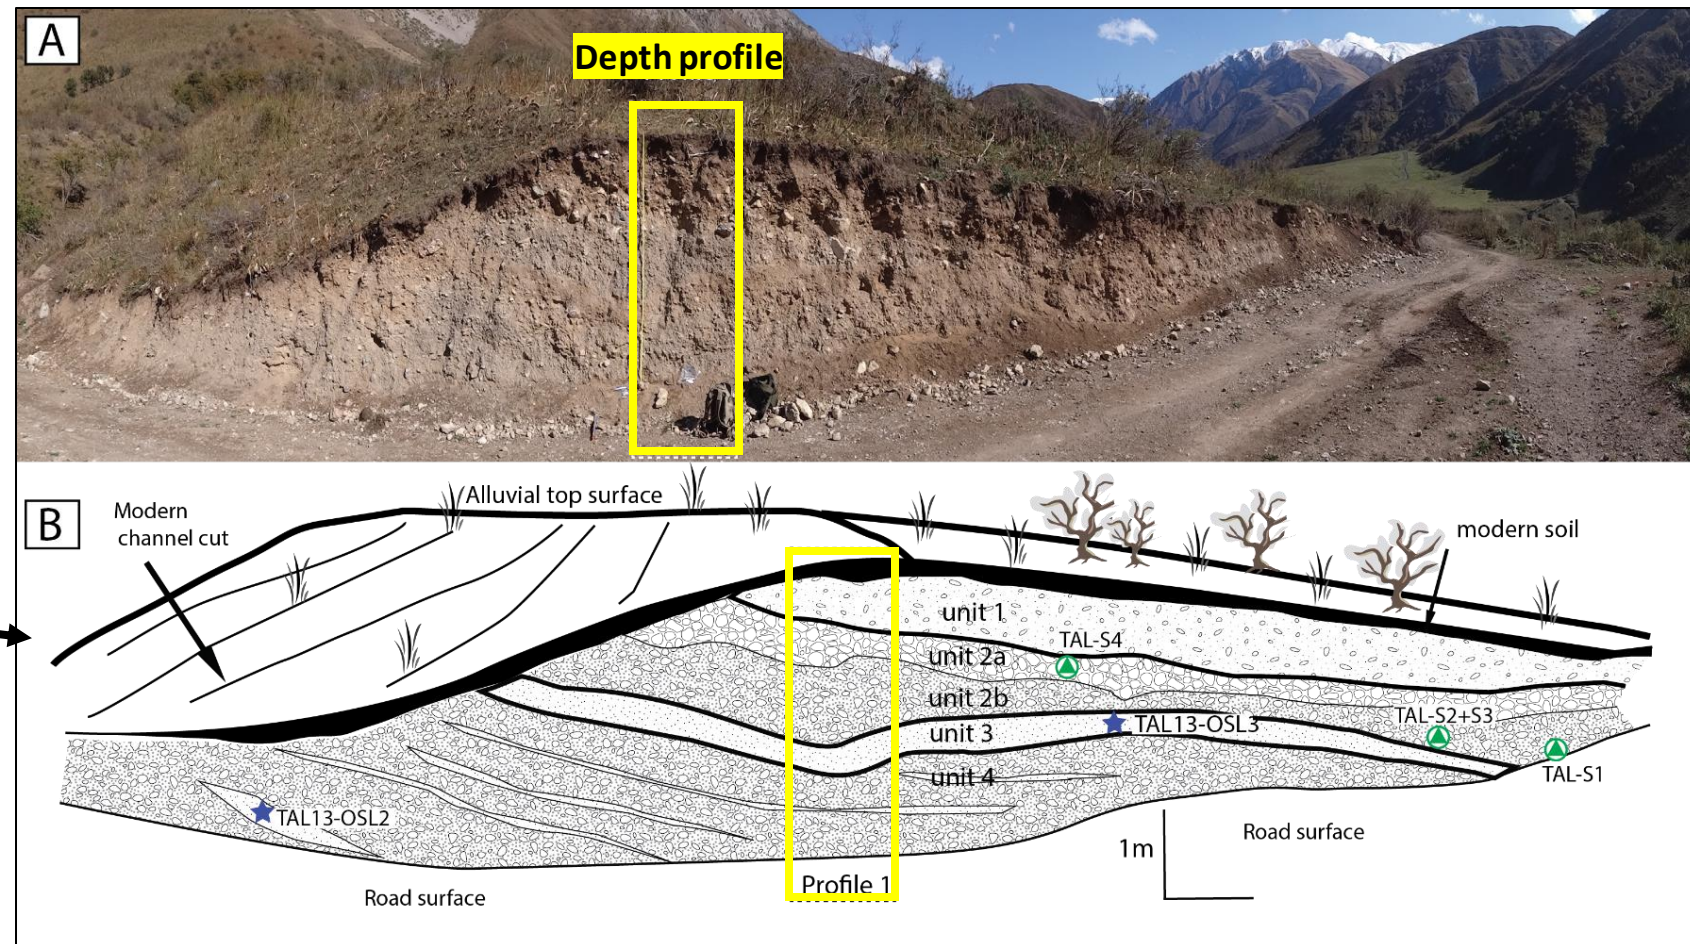 A
Depth profile
B
Modern
channel cut
Alluvial top surface
modern soil
unit 1
TAL-S4
unit 2a
unit 2b
TAL-S2+S3
unit 3
TAL13-OSL3
unit 4
TAL-S1
TAL13-OSL2
1m
Road surface
Profile 1
Road surface